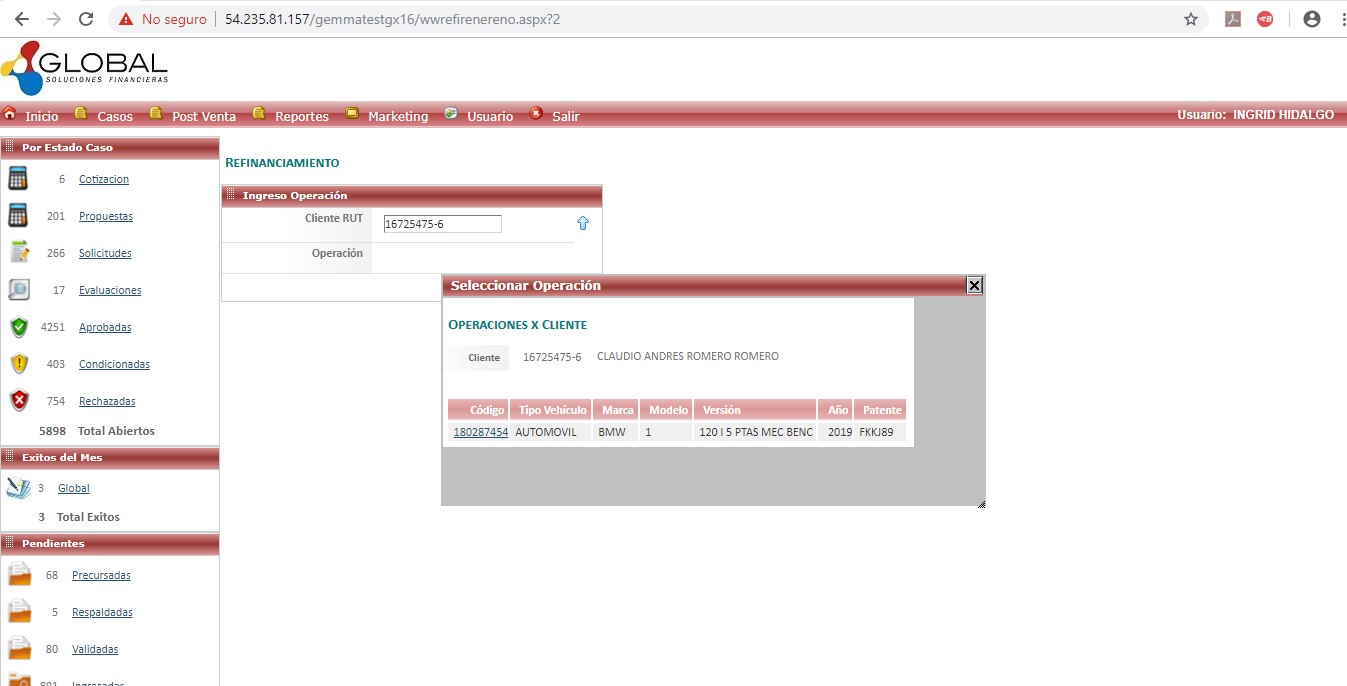 No seguro 54.235.81.157/gemmatestgx16/wwrefirenereno.aspx?2
GLOBAL
SOLUCIONES FINANCIERAS
Inicio Casos Post Venta Reportes Marketing Usuario Salir Usuario: INGRID HIDALGO
Por Estado Caso
6 Cotizacion
201 Propuestas
266 Solicitudes
17 Evaluaciones
4251 Aprobadas
403 Condicionadas
754 Rechazadas
5898 Total Abiertos
Exitos del Mes
3 Global
3 Total Exitos
Pendientes
68 Precursadas
5 Respaldadas
80 Validadas
891 Ingresadas
REFINANCIAMIENTO
Ingreso Operación
Cliente RUT 16725475-6
Operación
Seleccionar Operación
OPERACIONES X CLIENTE
Cliente 16725475-6 CLAUDIO ANDRES ROMERO ROMERO
Código Tipo Vehículo Marca Modelo Versión Año Patente
180287454 AUTOMOVIL BMW 1 120 I 5 PTAS MEC BENC 2019 FKKJ89